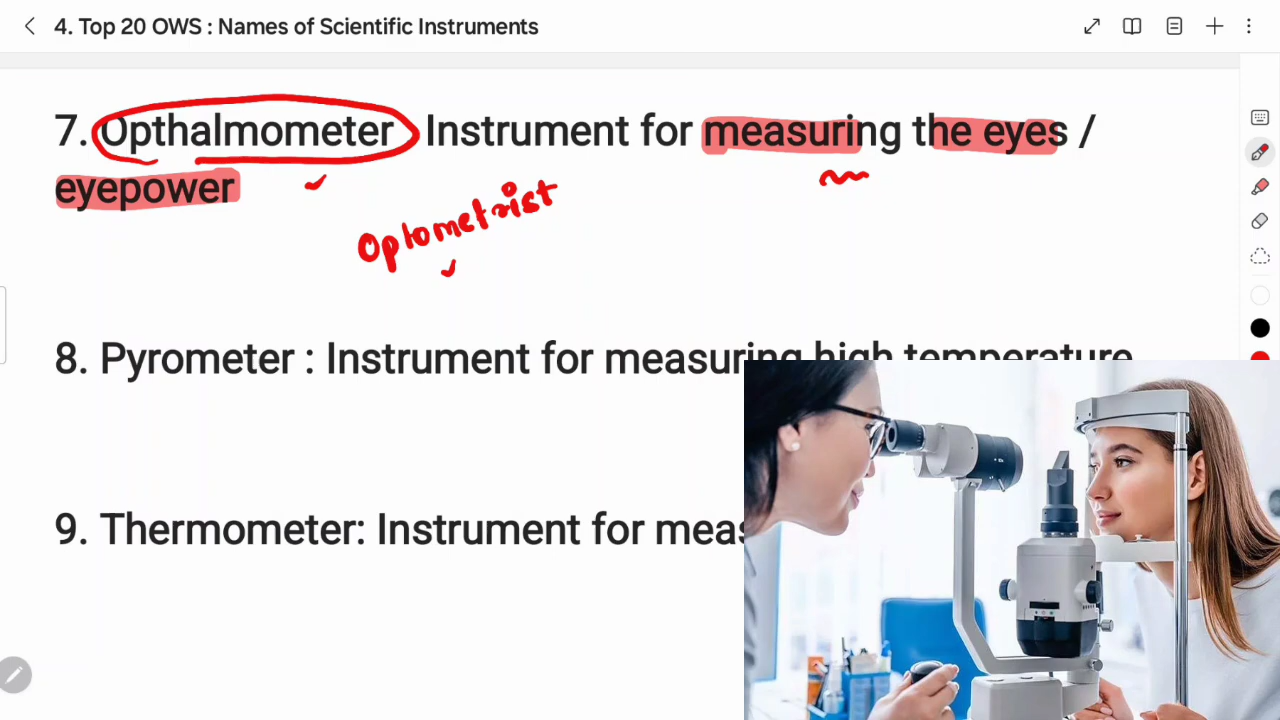 4. Top 20 OWS : Names of Scientific Instruments
7. Opthalmometer Instrument for measuring the eyes /
eyepower
Optometrist
8. Pyrometer : Instrument for measuring high temperature
9. Thermometer: Instrument for meas